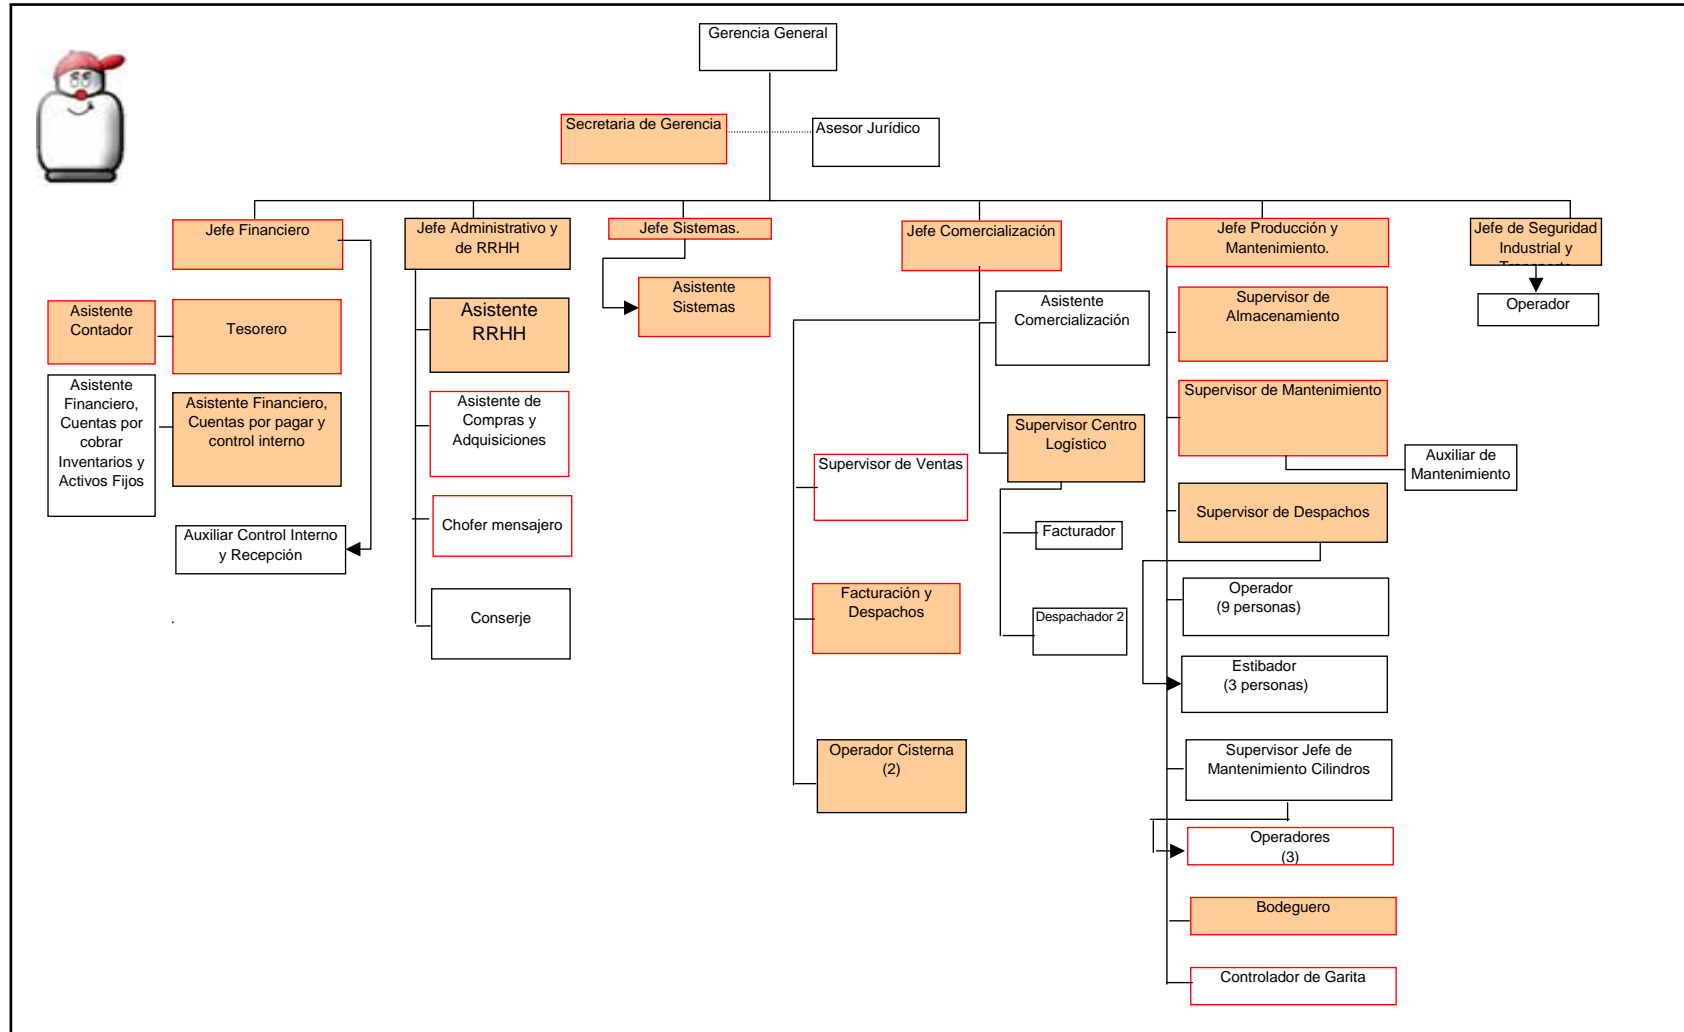 Gerencia General
Secretaria de Gerencia
Asesor Jurídico
Jefe Financiero
Jefe Administrativo y
de RRHH
Jefe Sistemas.
Jefe Comercialización
Jefe Producción y
Mantenimiento.
Jefe de Seguridad
Industrial y
Asistente
Contador
Tesorero
Asistente
Financiero,
Cuentas por
cobrar
Inventarios y
Activos Fijos
Asistente Financiero,
Cuentas por pagar y
control interno
Auxiliar Control Interno
y Recepción
.
Asistente
RRHH
Asistente de
Compras y
Adquisiciones
Chofer mensajero
Conserje
Asistente
Sistemas
Asistente
Comercialización
Supervisor Centro
Logístico
Supervisor de Ventas
Facturador
Facturación y
Despachos
Despachador 2
Operador Cisterna
(2)
Supervisor de
Almacenamiento
Supervisor de Mantenimiento
Auxiliar de
Mantenimiento
Supervisor de Despachos
Operador
(9 personas)
Estibador
(3 personas)
Supervisor Jefe de
Mantenimiento Cilindros
Operadores
(3)
Bodeguero
Controlador de Garita
Operador